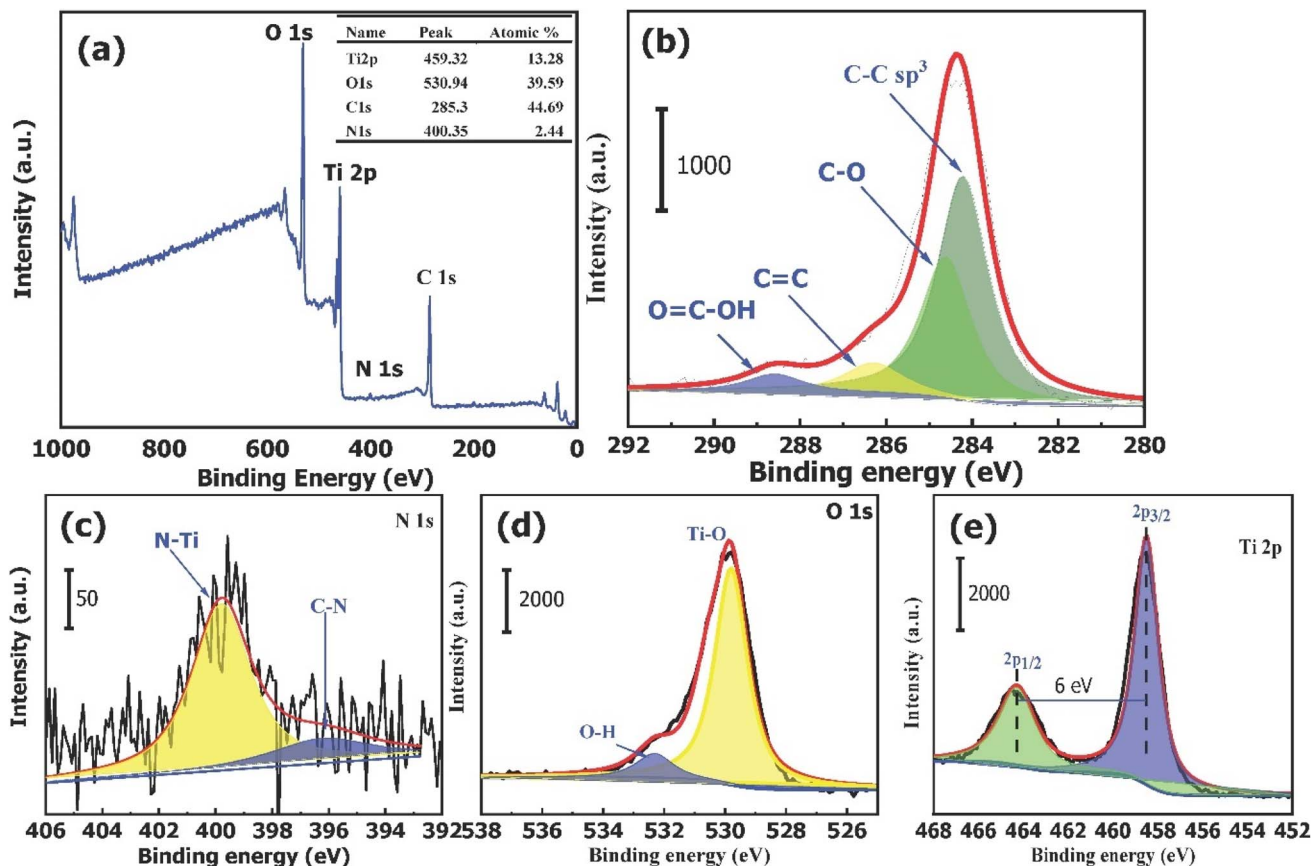 (a)
O 1s
Name Peak Atomic %
Ti2p 459.32 13.28
O1s 530.94 39.59
C1s 285.3 44.69
N1s 400.35 2.44
Ti 2p
C 1s
N 1s
Intensity (a.u.)
1000 800 600 400 200 0
Binding Energy (eV)
(b)
C-C sp³
1000
C-O
C=C
O=C-OH
Intensity (a.u.)
292 290 288 286 284 282 280
Binding energy (eV)
(c)
N 1s
N-Ti
50
C-N
Intensity (a.u.)
406 404 402 400 398 396 394 392
Binding energy (eV)
(d)
O 1s
Ti-O
2000
O-H
Intensity (a.u.)
538 536 534 532 530 528 526
Binding energy (eV)
(e)
2p3/2
Ti 2p
2000
2p1/2
6 eV
Intensity (a.u.)
468 466 464 462 460 458 456 454 452
Binding energy (eV)